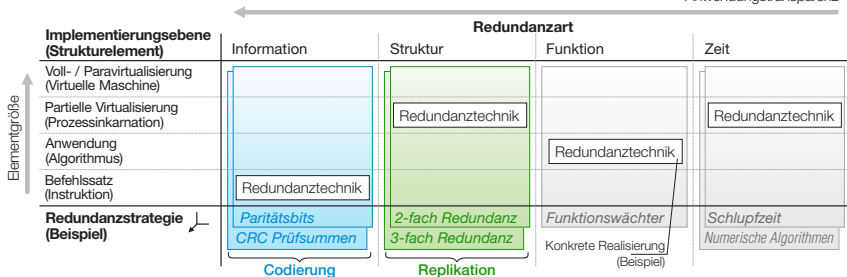 Anwendungstransparenz
Redundanzart
Implementierungsebene
(Strukturelement)
Information
Struktur
Funktion
Zeit
Elementgröße
Voll- / Paravirtualisierung
(Virtuelle Maschine)
Partielle Virtualisierung
(Prozessinkarnation)
Redundanztechnik
Redundanztechnik
Anwendung
(Algorithmus)
Redundanztechnik
Befehlssatz
(Instruktion)
Redundanztechnik
Redundanzstrategie
(Beispiel)
Paritätsbits
2-fach Redundanz
Funktionswächter
Schlupfzeit
CRC Prüfsummen
3-fach Redundanz
Konkrete Realisierung
(Beispiel)
Numerische Algorithmen
Codierung
Replikation